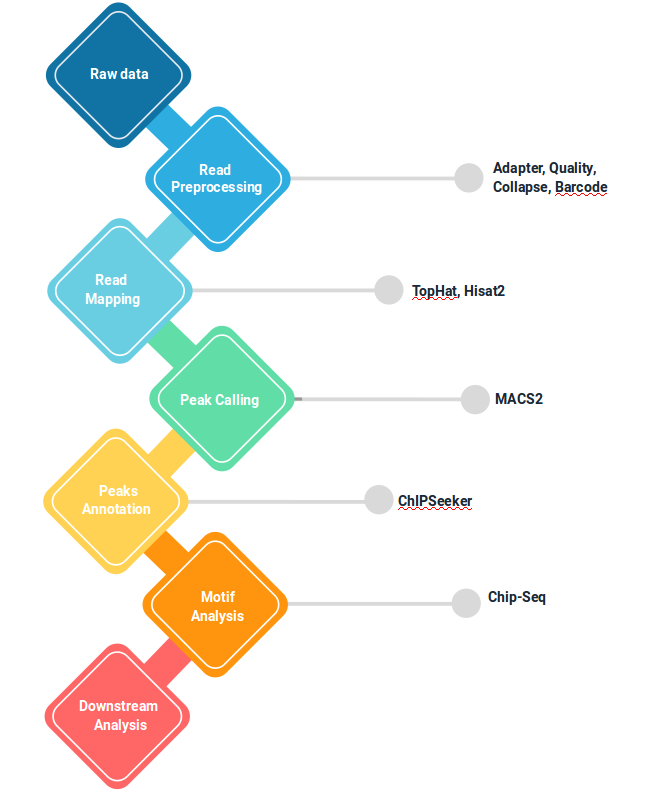 Raw data
Read
Preprocessing
Adapter, Quality,
Collapse, Barcode
Read
Mapping
TopHat, Hisat2
Peak Calling
MACS2
Peaks
Annotation
ChIPSeeker
Motif
Analysis
Chip-Seq
Downstream
Analysis